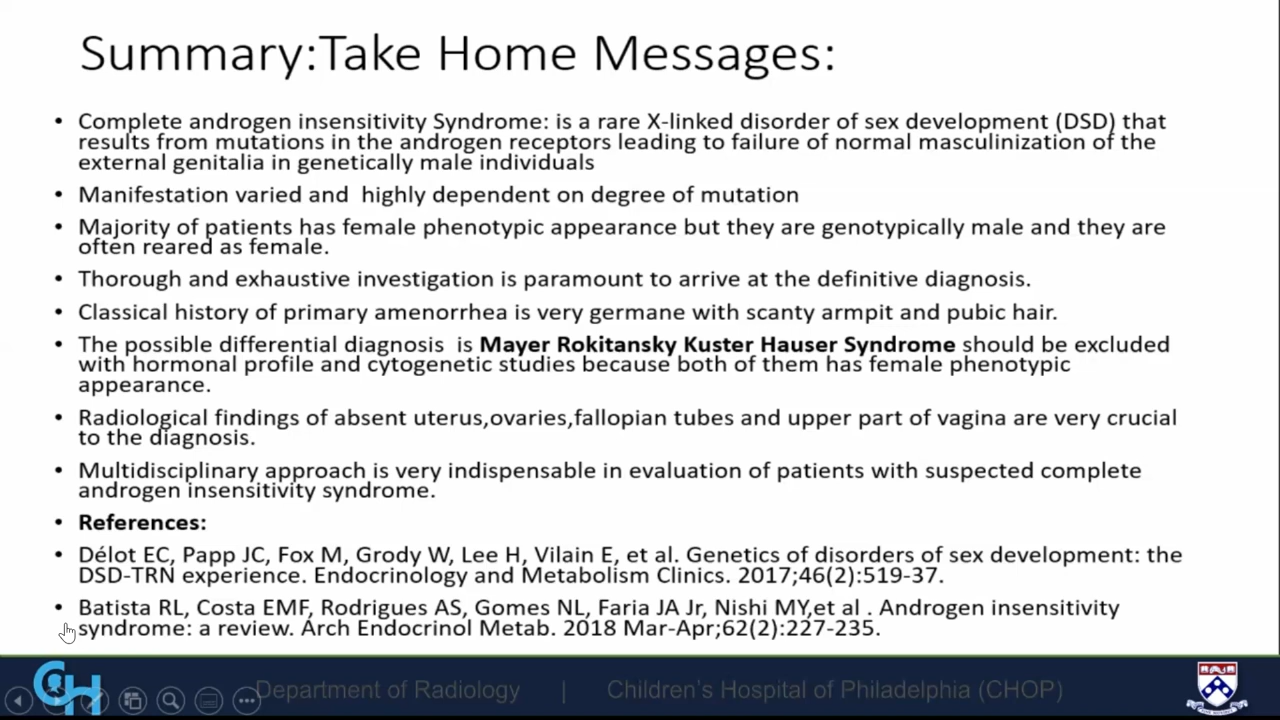 Summary:Take Home Messages:
• Complete androgen insensitivity Syndrome: is a rare X-linked disorder of sex development (DSD) that
results from mutations in the androgen receptors leading to failure of normal masculinization of the
external genitalia in genetically male individuals
• Manifestation varied and  highly dependent on degree of mutation
• Majority of patients has female phenotypic appearance but they are genotypically male and they are
often reared as female.
• Thorough and exhaustive investigation is paramount to arrive at the definitive diagnosis.
• Classical history of primary amenorrhea is very germane with scanty armpit and pubic hair.
• The possible differential diagnosis  is Mayer Rokitansky Kuster Hauser Syndrome should be excluded
with hormonal profile and cytogenetic studies because both of them has female phenotypic
appearance.
• Radiological findings of absent uterus,ovaries,fallopian tubes and upper part of vagina are very crucial
to the diagnosis.
• Multidisciplinary approach is very indispensable in evaluation of patients with suspected complete
androgen insensitivity syndrome.
• References:
• Délot EC, Papp JC, Fox M, Grody W, Lee H, Vilain E, et al. Genetics of disorders of sex development: the
DSD-TRN experience. Endocrinology and Metabolism Clinics. 2017;46(2):519-37.
• Batista RL, Costa EMF, Rodrigues AS, Gomes NL, Faria JA Jr, Nishi MY,et al . Androgen insensitivity
syndrome: a review. Arch Endocrinol Metab. 2018 Mar-Apr;62(2):227-235.
Department of Radiology | Children's Hospital of Philadelphia (CHOP)